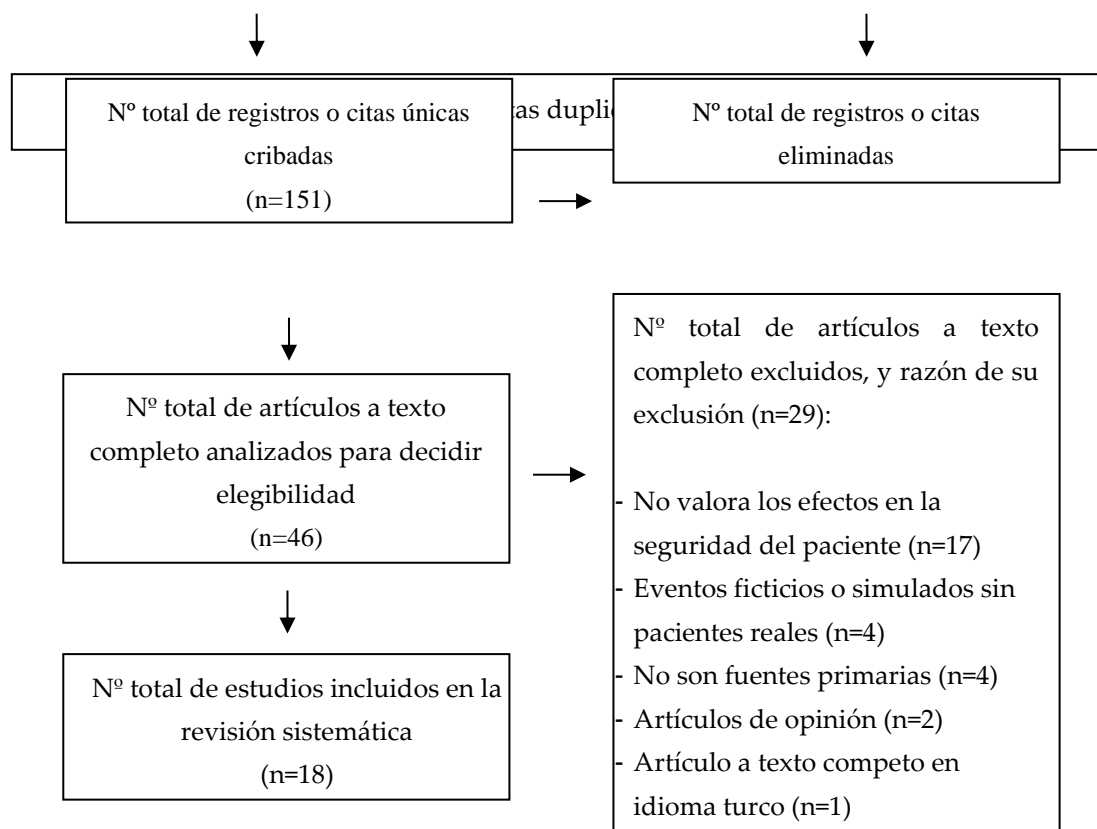 Nº total de registros o citas únicas
cribadas
(n=151)
tas dupli
Nº total de registros o citas
eliminadas
Nº total de artículos a texto
completo analizados para decidir
elegibilidad
(n=46)
Nº total de artículos a texto
completo excluidos, y razón de su
exclusión (n=29):
- No valora los efectos en la
seguridad del paciente (n=17)
- Eventos ficticios o simulados sin
pacientes reales (n=4)
- No son fuentes primarias (n=4)
- Artículos de opinión (n=2)
- Artículo a texto competo en
idioma turco (n=1)
Nº total de estudios incluidos en la
revisión sistemática
(n=18)